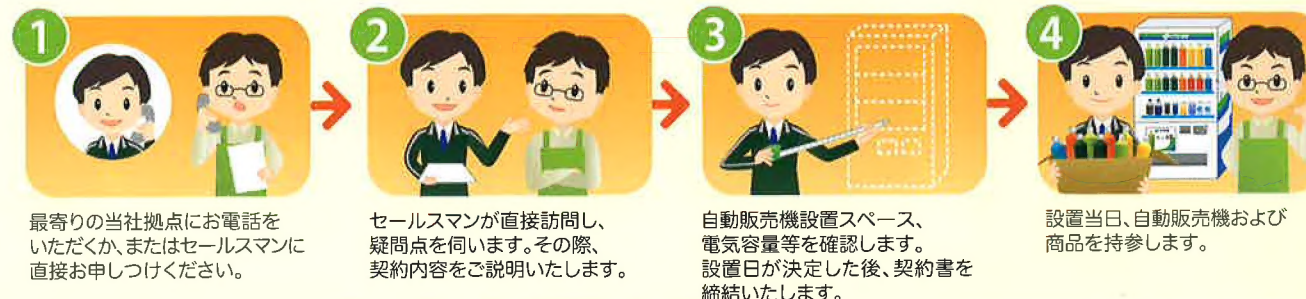 1
最寄りの当社拠点にお電話を
いただくか、またはセールスマンに
直接お申しつけください。
2
セールスマンが直接訪問し、
疑問点を伺います。その際、
契約内容をご説明いたします。
3
自動販売機設置スペース、
電気容量等を確認します。
設置日が決定した後、契約書を
締結いたします。
4
設置当日、自動販売機および
商品を持参します。